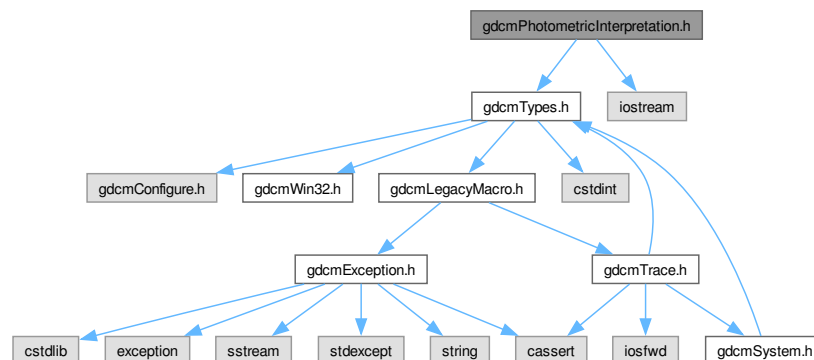 gdcmPhotometricInterpretation.h
gdcmTypes.h
iostream
gdcmConfigure.h
gdcmWin32.h
gdcmLegacyMacro.h
cstdint
gdcmException.h
gdcmTrace.h
cstdlib
exception
sstream
stdexcept
string
cassert
iosfwd
gdcmSystem.h